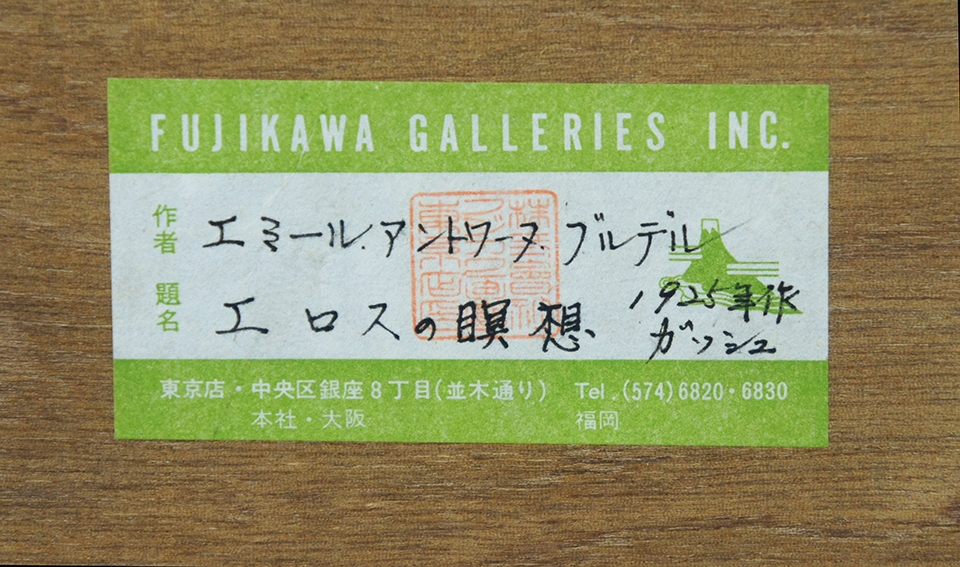 FUJIKAWA GALLERIES INC.
作者 エミール・アントワーヌ・ブルデル
題名 エロスの瞑想 1925年作
ガッシュ
東京店・中央区銀座8丁目(並木通り) Tel.(574)6820・6830
本社・大阪 福岡